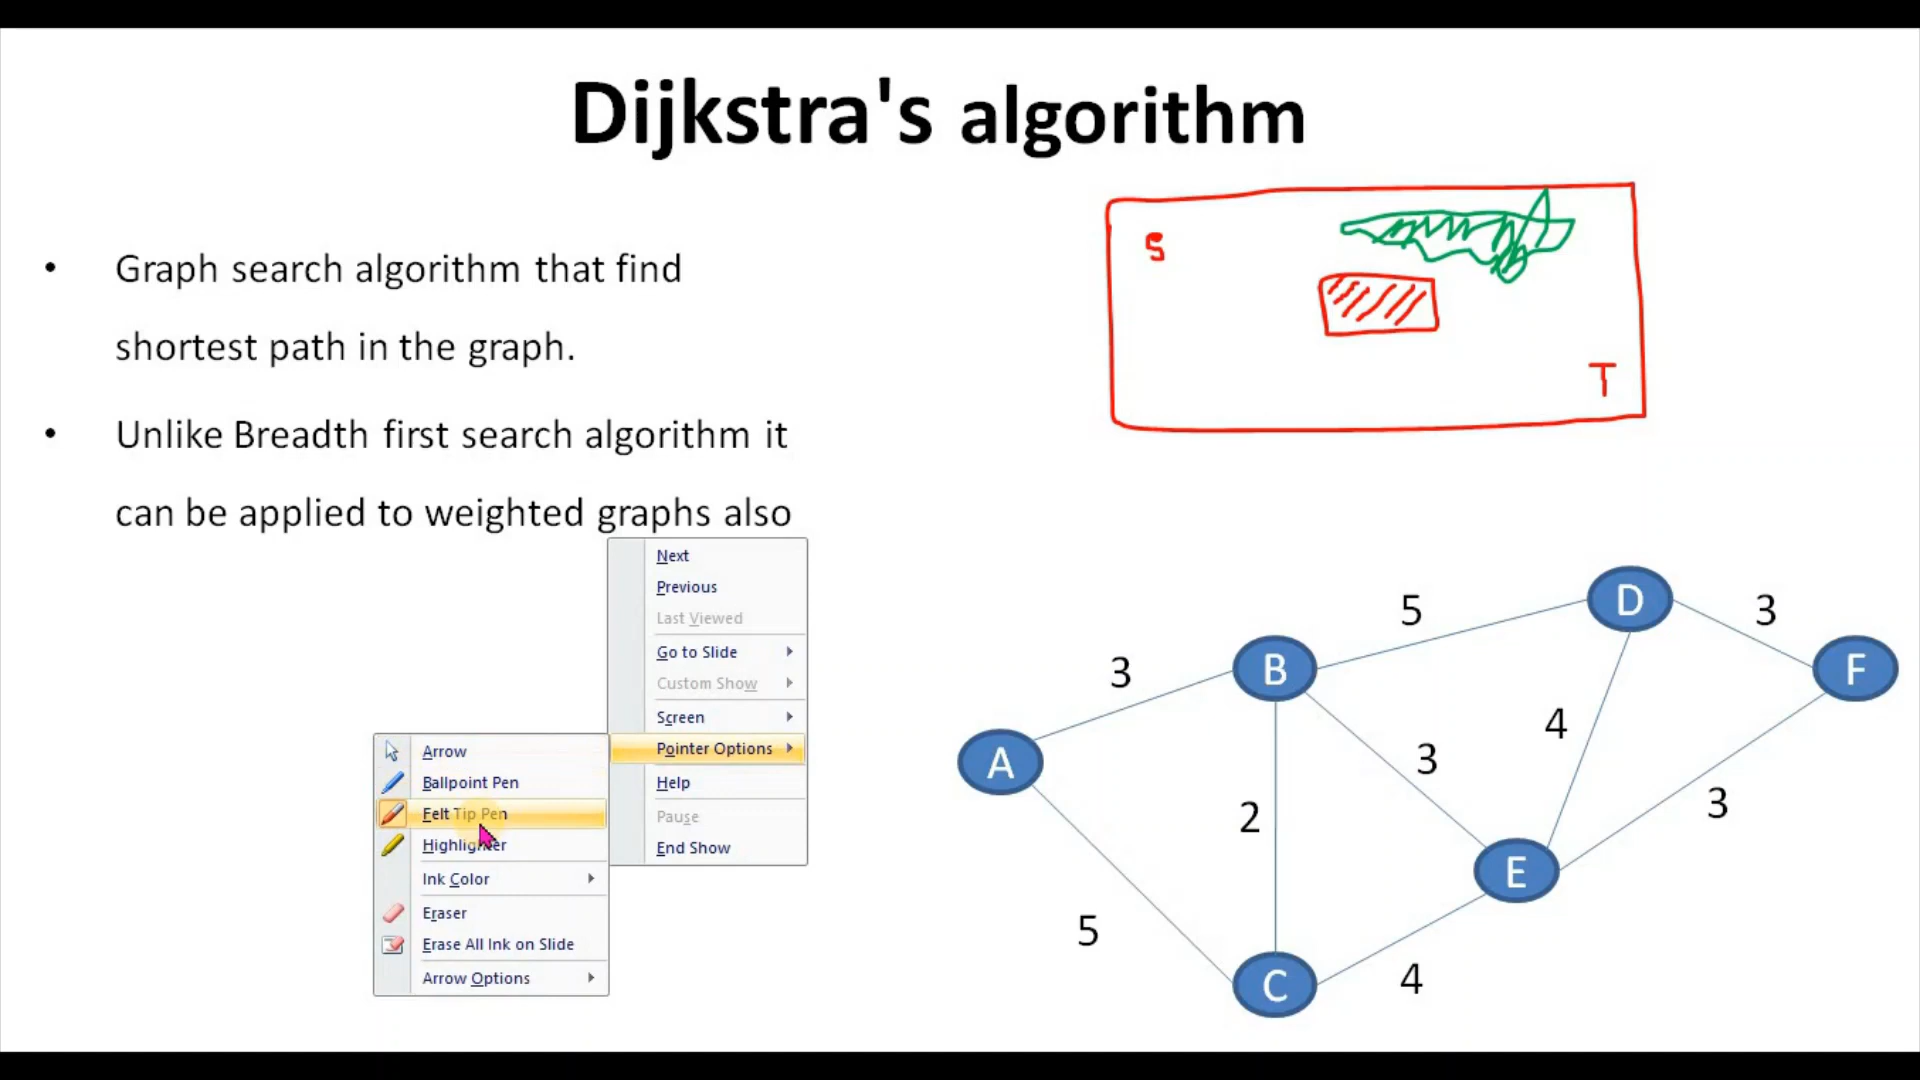 Dijkstra's algorithm
• Graph search algorithm that find
shortest path in the graph.
• Unlike Breadth first search algorithm it
can be applied to weighted graphs also
S
T
Next
Previous
Last Viewed
Go to Slide
Custom Show
Screen
Pointer Options
Help
Pause
End Show
Arrow
Ballpoint Pen
Felt Tip Pen
Highlighter
Ink Color
Eraser
Erase All Ink on Slide
Arrow Options
D
5
3
B
F
3
4
A
3
2
3
E
5
C
4